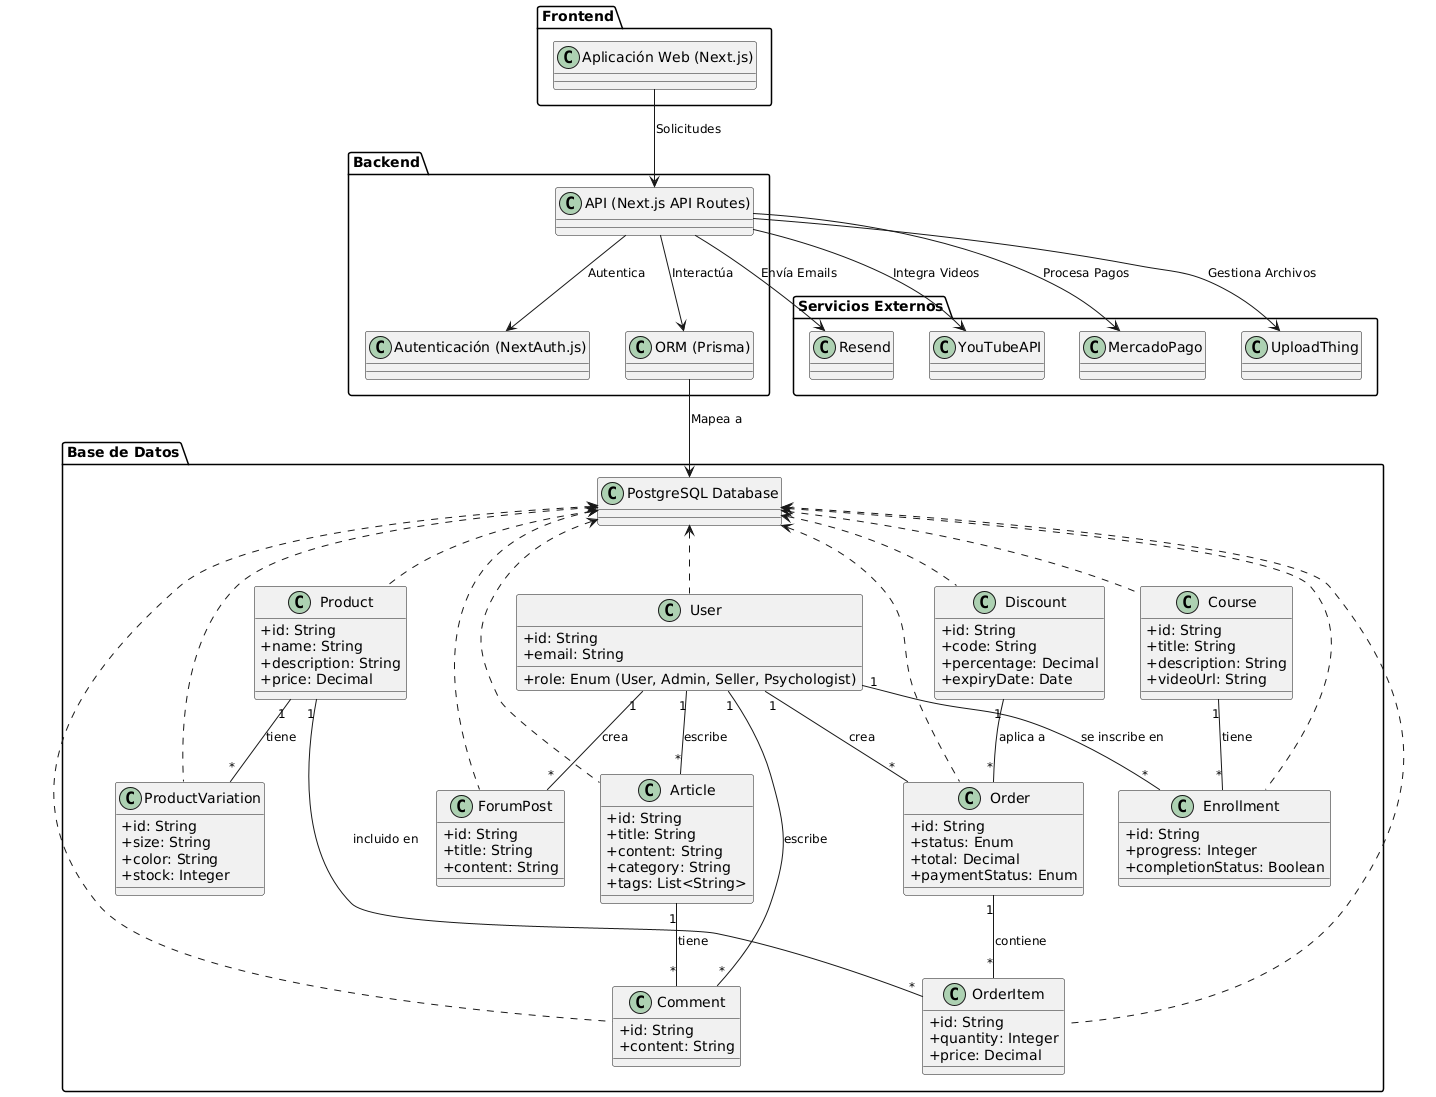 Frontend
C Aplicación Web (Next.js)
Solicitudes
Backend
C API (Next.js API Routes)
Autentica
Interactúa
Envía Emails
Integra Videos
Procesa Pagos
Gestiona Archivos
Servicios Externos
C Autenticación (NextAuth.js)
C ORM (Prisma)
C Resend
C YouTubeAPI
C MercadoPago
C UploadThing
Mapea a
Base de Datos
C PostgreSQL Database
C Product
+id: String
+name: String
+description: String
+price: Decimal
C User
+id: String
+email: String
+role: Enum (User, Admin, Seller, Psychologist)
C Discount
+id: String
+code: String
+percentage: Decimal
+expiryDate: Date
C Course
+id: String
+title: String
+description: String
+videoUrl: String
1
1
1
1
1
1
1
1
1
tiene
crea
escribe
crea
aplica a
se inscribe en
tiene
*
*
*
*
*
*
*
C ProductVariation
+id: String
+size: String
+color: String
+stock: Integer
incluido en
C ForumPost
+id: String
+title: String
+content: String
C Article
+id: String
+title: String
+content: String
+category: String
+tags: List<String>
escribe
C Order
+id: String
+status: Enum
+total: Decimal
+paymentStatus: Enum
C Enrollment
+id: String
+progress: Integer
+completionStatus: Boolean
1
1
tiene
contiene
*
*
*
*
C Comment
+id: String
+content: String
C OrderItem
+id: String
+quantity: Integer
+price: Decimal